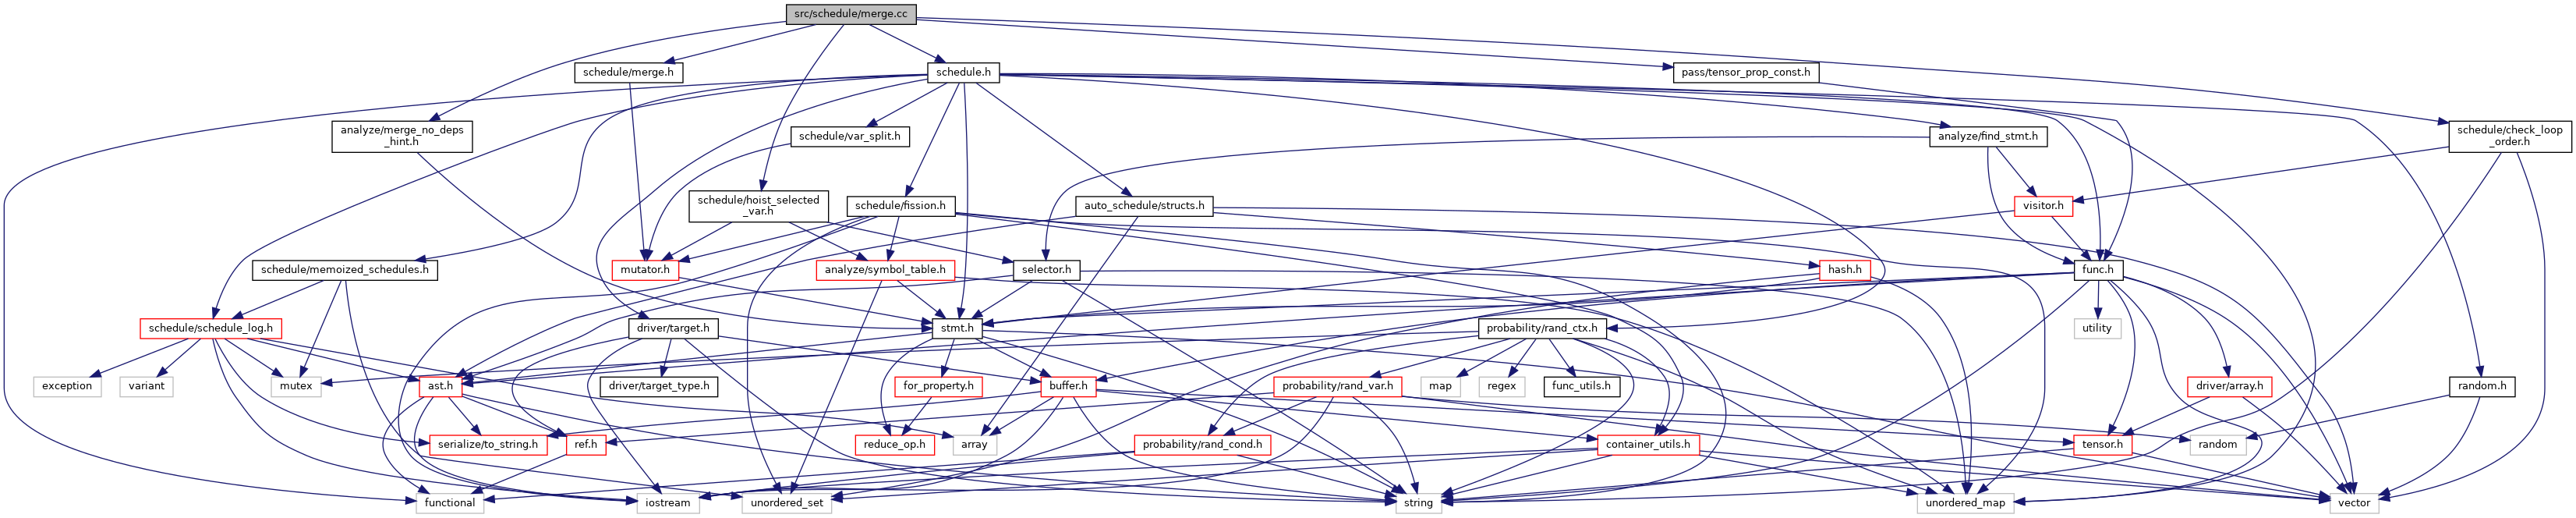 src/schedule/merge.cc
schedule/merge.h
schedule.h
pass/tensor_prop_const.h
analyze/merge_no_deps
_hint.h
schedule/var_split.h
analyze/find_stmt.h
schedule/check_loop
_order.h
schedule/hoist_selected
_var.h
schedule/fission.h
auto_schedule/structs.h
visitor.h
schedule/memoized_schedules.h
mutator.h
analyze/symbol_table.h
selector.h
hash.h
func.h
schedule/schedule_log.h
driver/target.h
stmt.h
probability/rand_ctx.h
utility
exception
variant
mutex
ast.h
driver/target_type.h
for_property.h
buffer.h
probability/rand_var.h
map
regex
func_utils.h
driver/array.h
random.h
serialize/to_string.h
ref.h
reduce_op.h
array
probability/rand_cond.h
container_utils.h
tensor.h
random
functional
iostream
unordered_set
string
unordered_map
vector